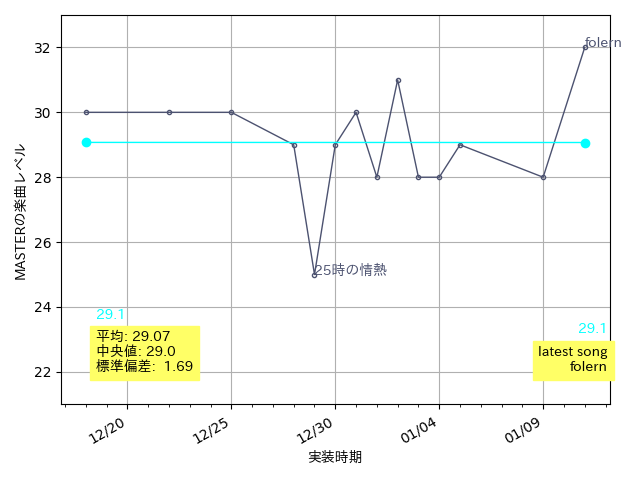 32
30
28
26
24
22
MASTERの楽曲レベル
folern
25時の情熱
29.1
平均: 29.07
中央値: 29.0
標準偏差: 1.69
29.1
latest song
folern
12/20
12/25
12/30
01/04
01/09
実装時期